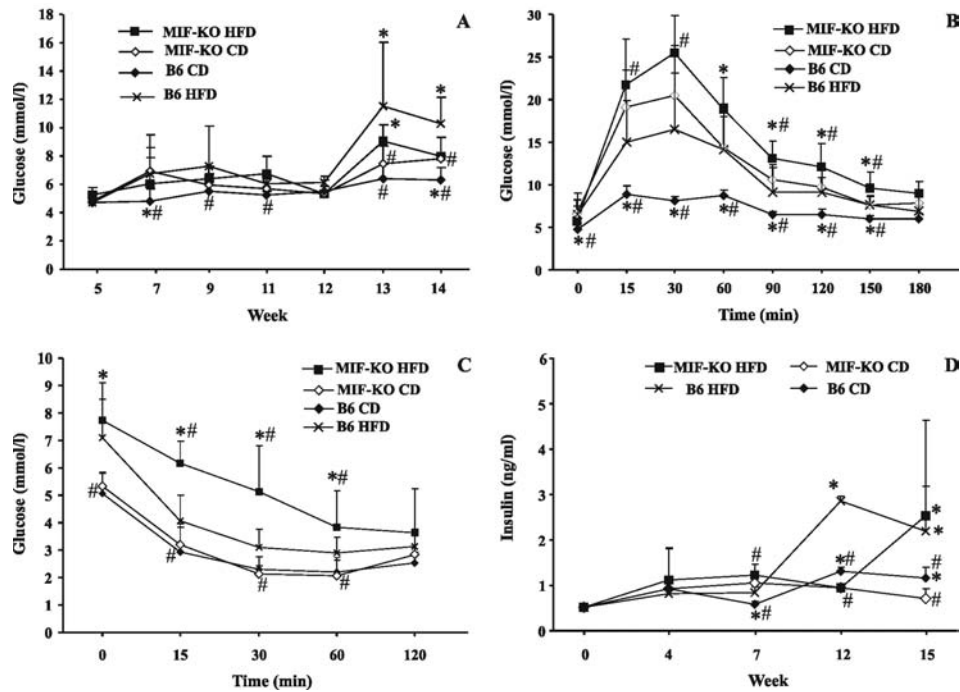 A
MIF-KO HFD
MIF-KO CD
B6 CD
B6 HFD
Glucose (mmol/l)
18
16
14
12
10
8
6
4
2
0
* * * * # # *# # # # *#
5 7 9 11 12 13 14
Week
B
MIF-KO HFD
MIF-KO CD
B6 CD
B6 HFD
Glucose (mmol/l)
30
25
20
15
10
5
0
# # * *# *# *#
*# *# *# *# *# *# *#
0 15 30 60 90 120 150 180
Time (min)
C
MIF-KO HFD
MIF-KO CD
B6 CD
B6 HFD
Glucose (mmol/l)
10
9
8
7
6
5
4
3
2
1
0
* *# *# *#
# # # #
0 15 30 60 120
Time (min)
D
MIF-KO HFD MIF-KO CD
B6 HFD B6 CD
Insulin (ng/ml)
6
5
4
3
2
1
0
* * *
# *# # *
*# # #
0 4 7 12 15
Week